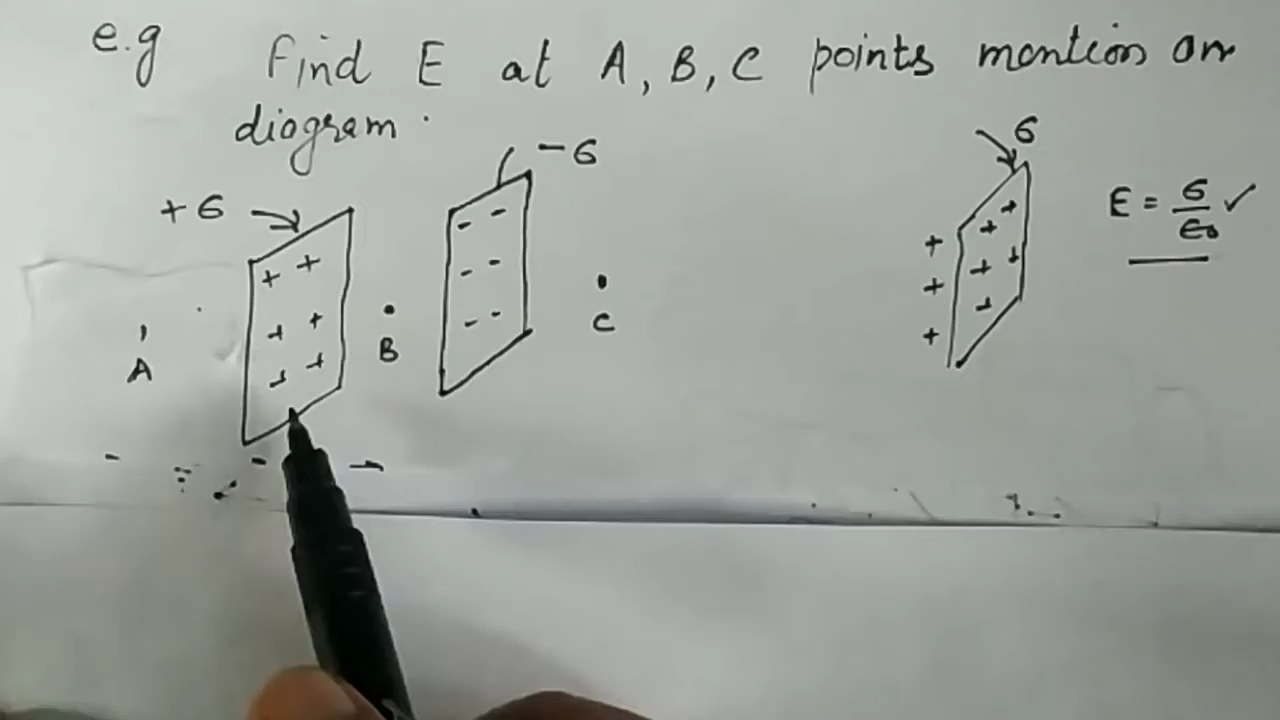 e.g Find E at A, B, C points mention on
diagram.
+σ
-σ
σ
E = σ/ε₀ ✓
A
B
C